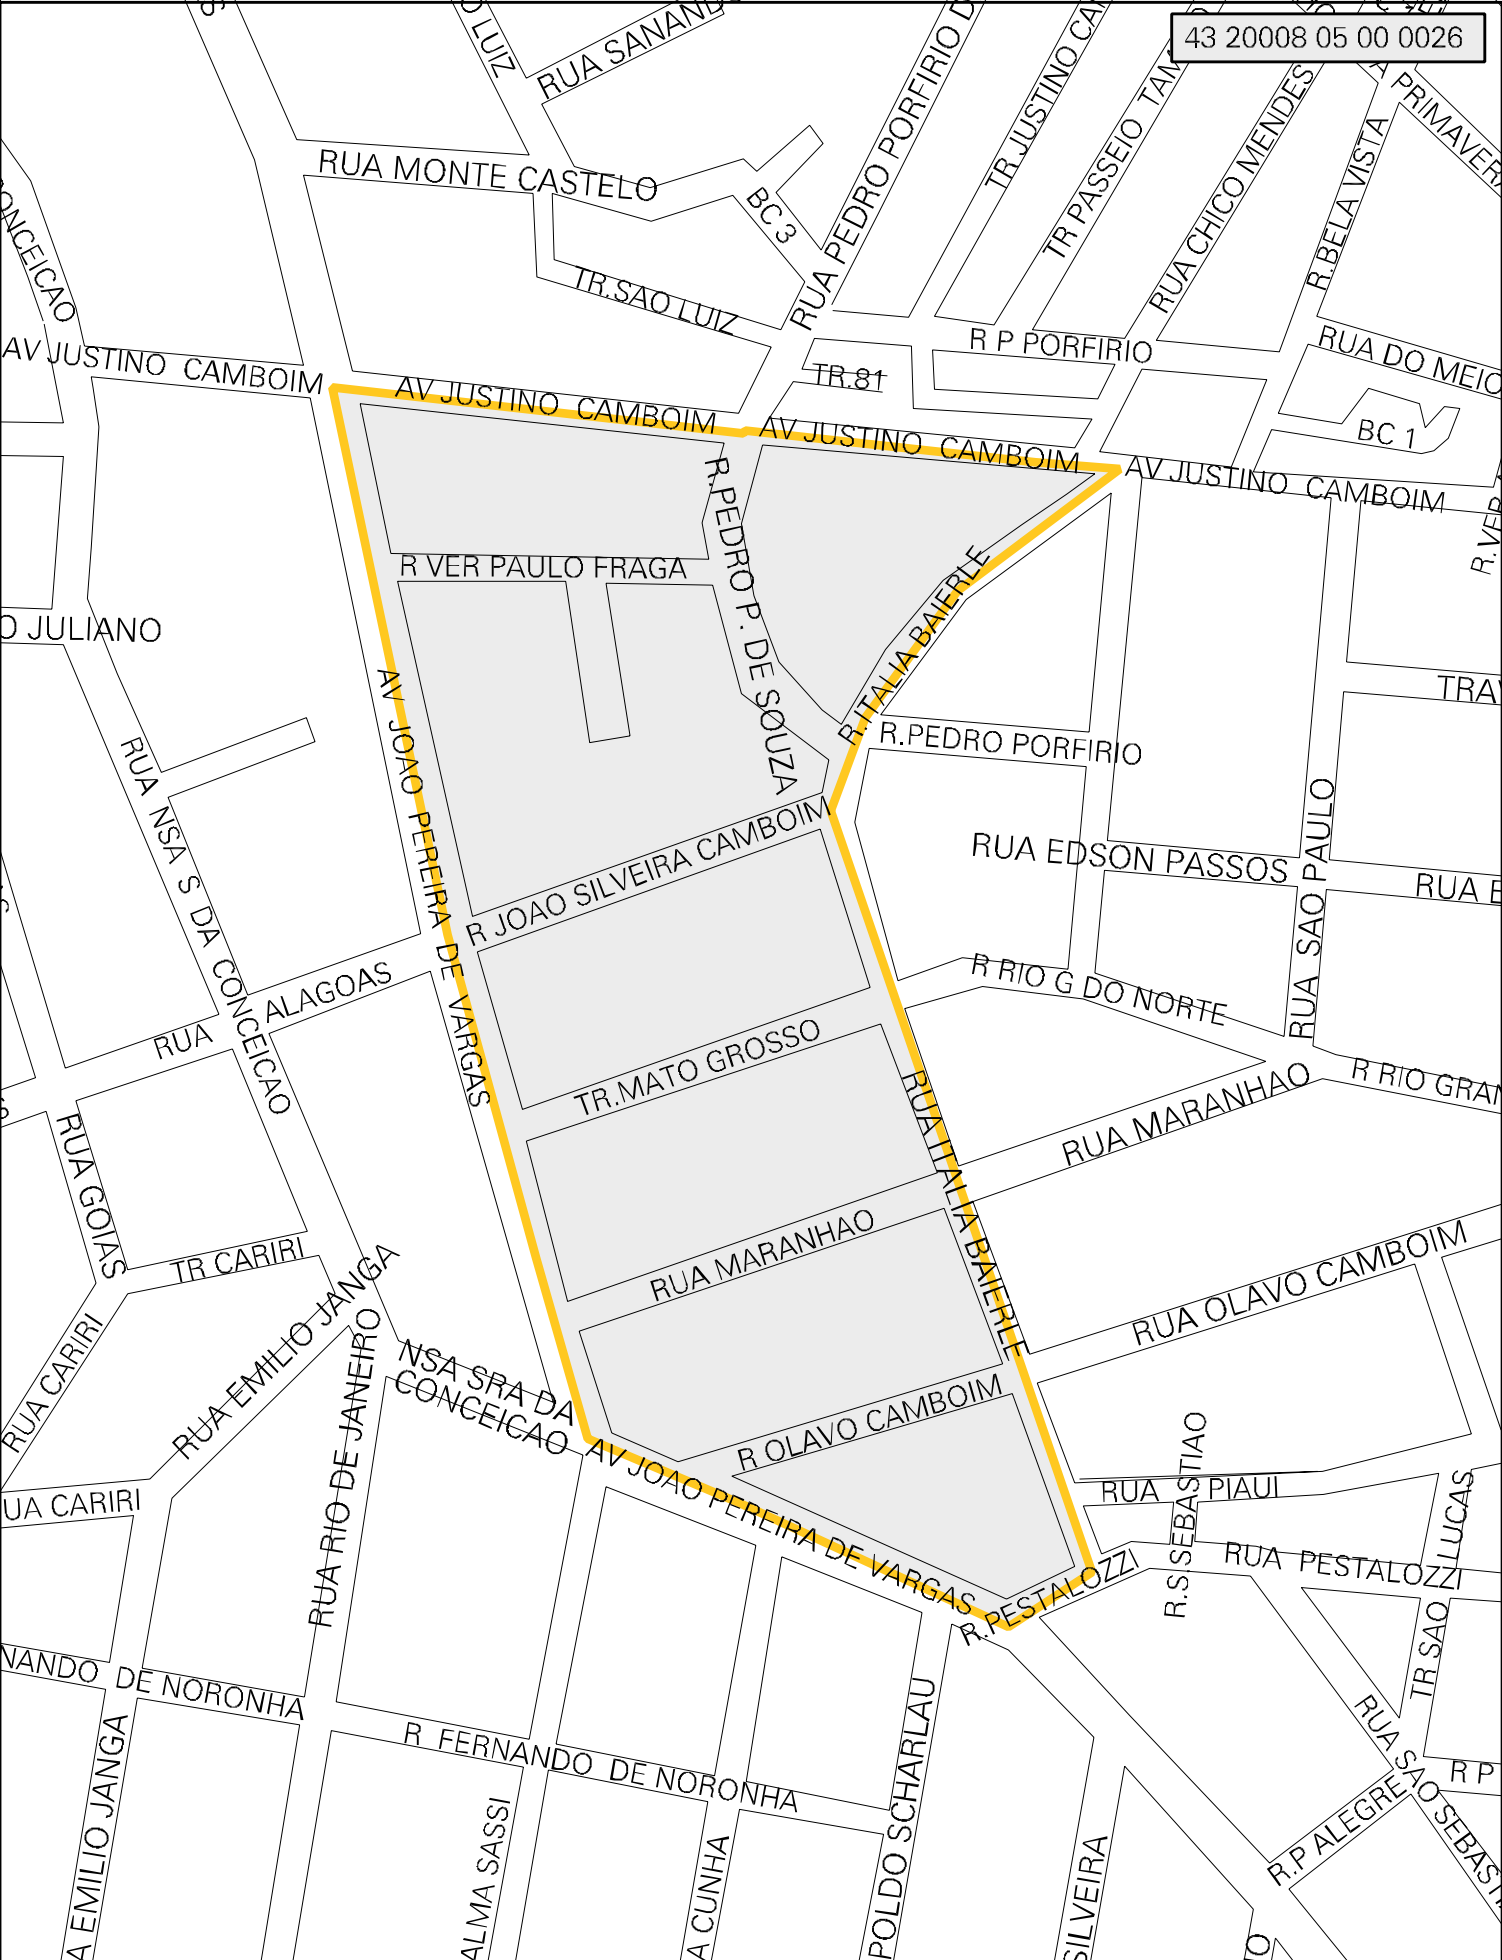 43 20008 05 00 0026
O LUIZ
RUA SANAND
RUA PEDRO PORFIRIO D
TR.JUSTINO CA
TR PASSEIO TAM
RUA CHICO MENDES
R.BELA VISTA
A PRIMAVERA
RUA MONTE CASTELO
BC 3
ONCEICAO
TR.SAO LUIZ
R P PORFIRIO
RUA DO MEIO
AV JUSTINO CAMBOIM
AV JUSTINO CAMBOIM
TR.81
AV JUSTINO CAMBOIM
BC 1
AV JUSTINO CAMBOIM
R.PEDRO P. DE SOUZA
R VER PAULO FRAGA
R.ITALIA BAIERLE
R. VER
O JULIANO
AV JOAO PEREIRA DE VARGAS
TRAV
R.PEDRO PORFIRIO
RUA NSA S DA CONCEICAO
R JOAO SILVEIRA CAMBOIM
RUA EDSON PASSOS
RUA SAO PAULO
RUA E
RUA ALAGOAS
R RIO G DO NORTE
TR.MATO GROSSO
R RIO GRAN
RUA MARANHAO
RUA GOIAS
RUA ITALIA BAIERLE
RUA MARANHAO
TR CARIRI
RUA OLAVO CAMBOIM
RUA CARIRI
RUA EMILIO JANGA
RUA RIO DE JANEIRO
NSA SRA DA
CONCEICAO
R OLAVO CAMBOIM
AV JOAO PEREIRA DE VARGAS
RUA PIAUI
R.S.SEBASTIAO
UA CARIRI
RUA PESTALOZZI
TR SAO LUCAS
R.PESTALOZZI
NANDO DE NORONHA
R FERNANDO DE NORONHA
RUA SAO SEBASTI
R P
R.P ALEGRE
A EMILIO JANGA
ALMA SASSI
A CUNHA
POLDO SCHARLAU
SILVEIRA
TO